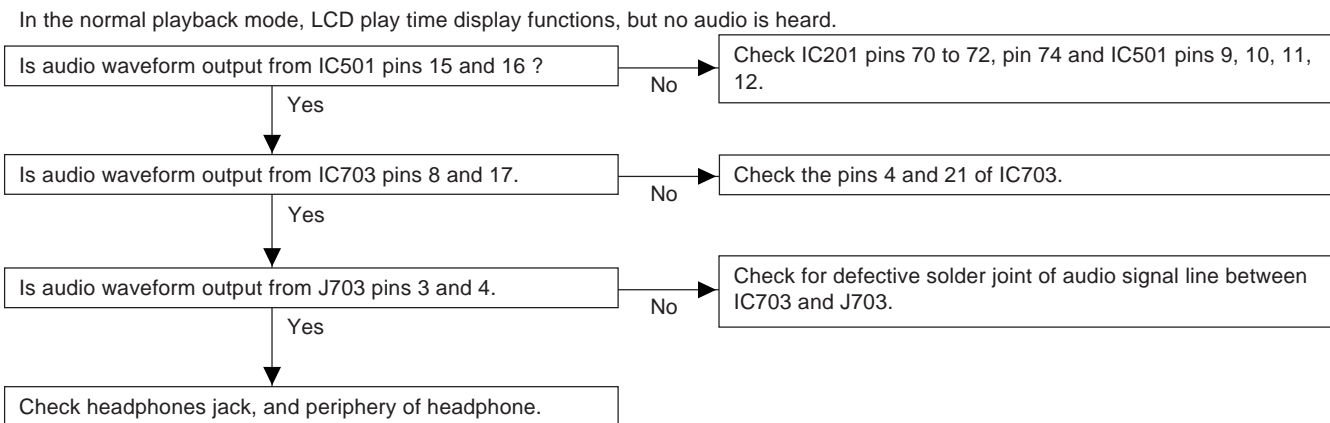 In the normal playback mode, LCD play time display functions, but no audio is heard.
Is audio waveform output from IC501 pins 15 and 16 ?
No
Check IC201 pins 70 to 72, pin 74 and IC501 pins 9, 10, 11,
12.
Yes
Is audio waveform output from IC703 pins 8 and 17.
No
Check the pins 4 and 21 of IC703.
Yes
Is audio waveform output from J703 pins 3 and 4.
No
Check for defective solder joint of audio signal line between
IC703 and J703.
Yes
Check headphones jack, and periphery of headphone.